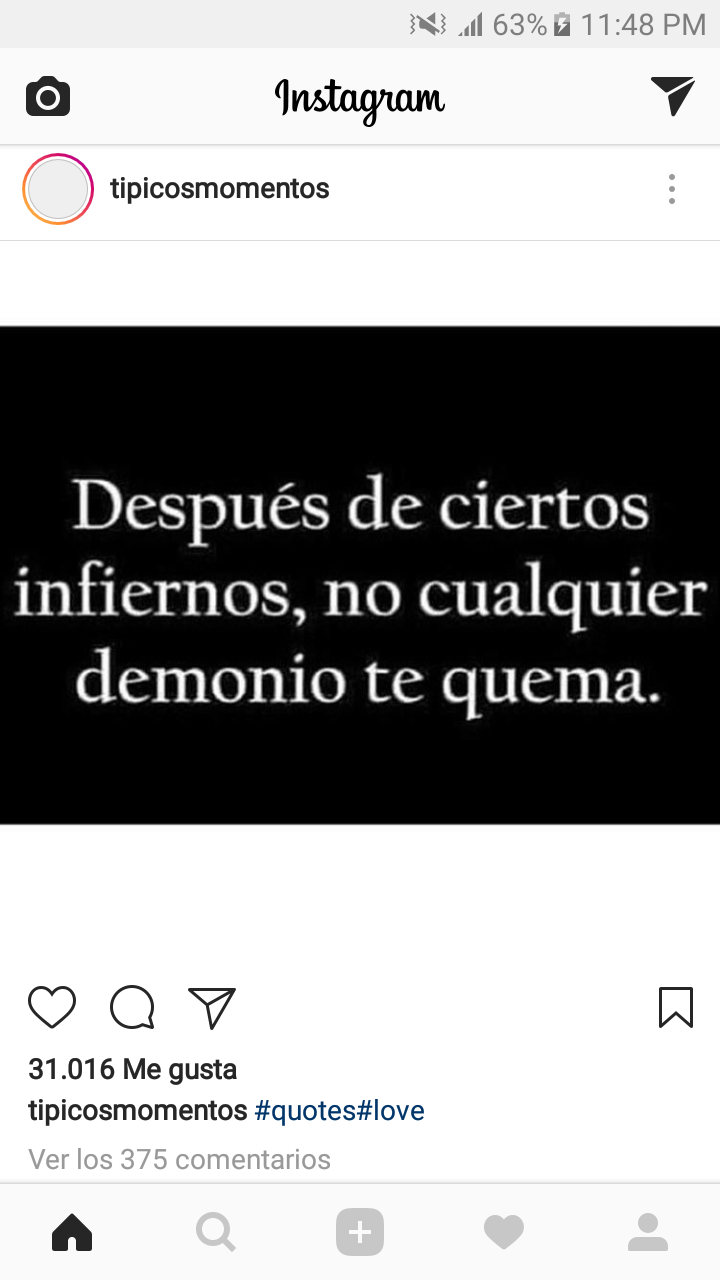 63% 11:48 PM
Instagram
tipicosmomentos
Después de ciertos
infiernos, no cualquier
demonio te quema.
31.016 Me gusta
tipicosmomentos #quotes#love
Ver los 375 comentarios